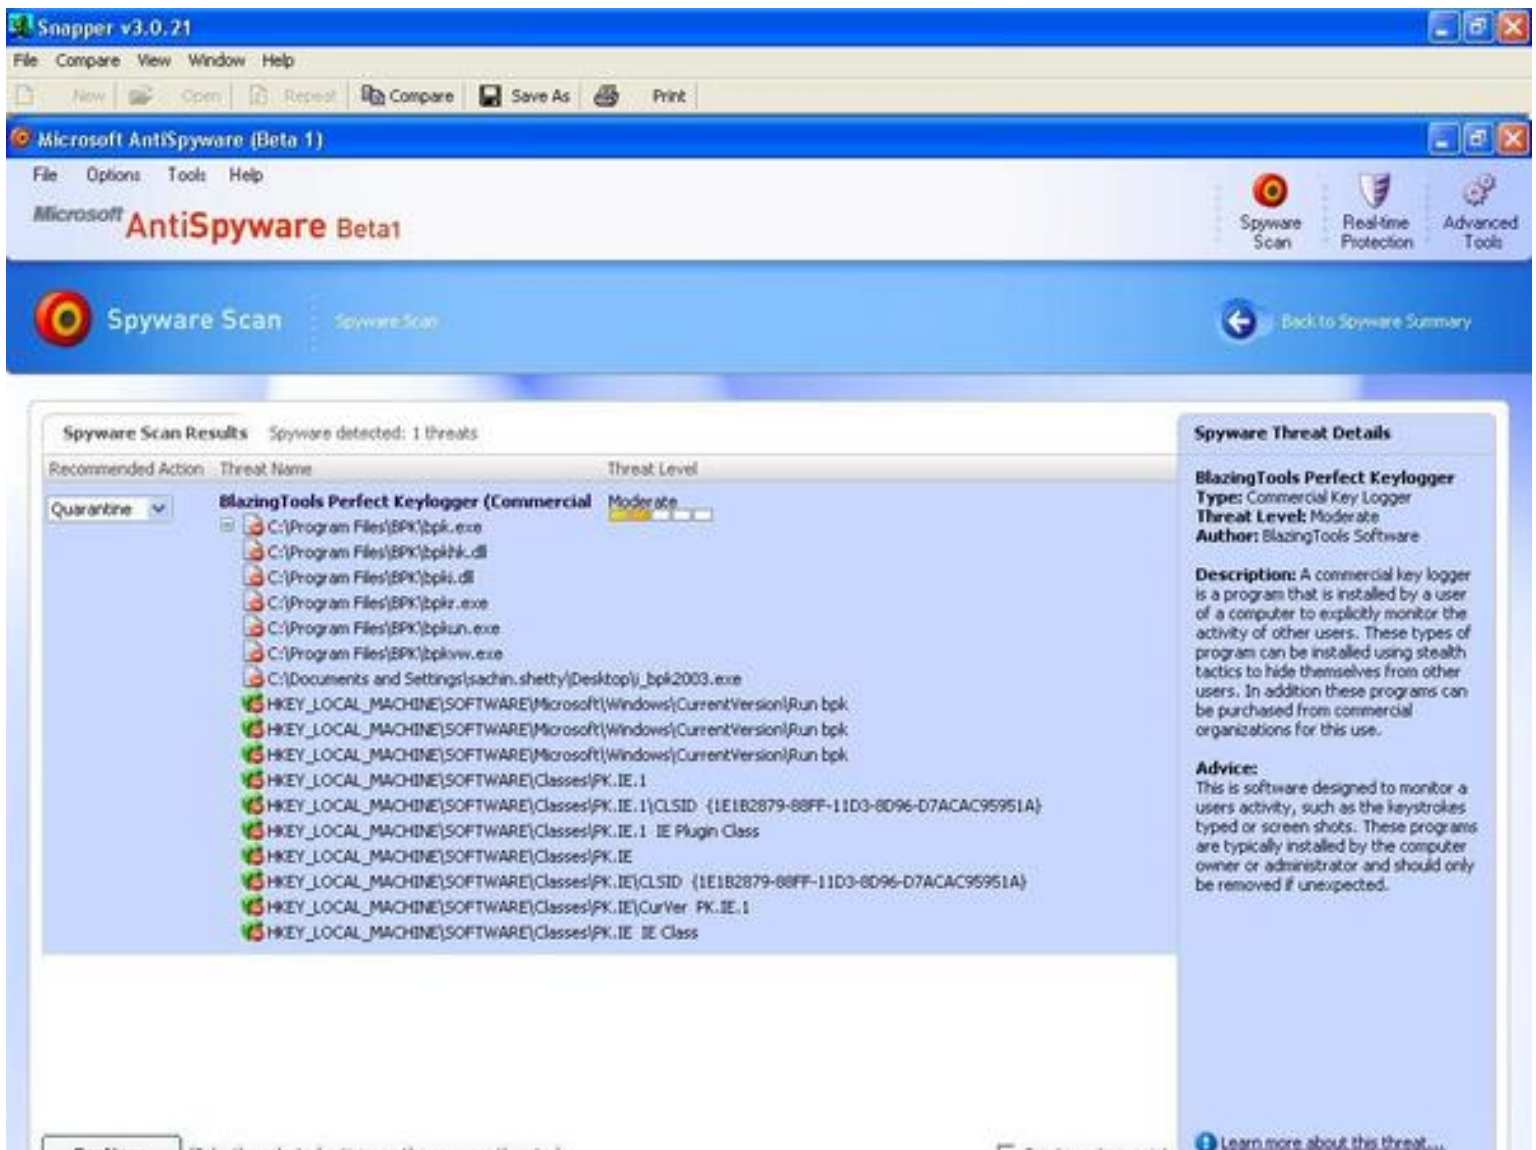 Snapper v3.0.21
File Compare View Window Help
New Open Repeat Compare Save As Print
Microsoft AntiSpyware (Beta 1)
File Options Tools Help
Microsoft AntiSpyware Beta1
Spyware Scan
Real-time Protection
Advanced Tools
Spyware Scan Spyware Scan
Back to Spyware Summary
Spyware Scan Results Spyware detected: 1 threats
Recommended Action Threat Name Threat Level
Quarantine BlazingTools Perfect Keylogger (Commercial Moderate
C:\Program Files\BPK\bpk.exe
C:\Program Files\BPK\bpkhk.dll
C:\Program Files\BPK\bpki.dll
C:\Program Files\BPK\bpkr.exe
C:\Program Files\BPK\bpkun.exe
C:\Program Files\BPK\bpkvw.exe
C:\Documents and Settings\sachin.shetty\Desktop\i_bpk2003.exe
HKEY_LOCAL_MACHINE\SOFTWARE\Microsoft\Windows\CurrentVersion\Run bpk
HKEY_LOCAL_MACHINE\SOFTWARE\Microsoft\Windows\CurrentVersion\Run bpk
HKEY_LOCAL_MACHINE\SOFTWARE\Microsoft\Windows\CurrentVersion\Run bpk
HKEY_LOCAL_MACHINE\SOFTWARE\Classes\PK.IE.1
HKEY_LOCAL_MACHINE\SOFTWARE\Classes\PK.IE.1\CLSID {1E1B2879-88FF-11D3-8D96-D7ACAC95951A}
HKEY_LOCAL_MACHINE\SOFTWARE\Classes\PK.IE.1 IE Plugin Class
HKEY_LOCAL_MACHINE\SOFTWARE\Classes\PK.IE
HKEY_LOCAL_MACHINE\SOFTWARE\Classes\PK.IE\CLSID {1E1B2879-88FF-11D3-8D96-D7ACAC95951A}
HKEY_LOCAL_MACHINE\SOFTWARE\Classes\PK.IE\CurVer PK.IE.1
HKEY_LOCAL_MACHINE\SOFTWARE\Classes\PK.IE IE Class
Spyware Threat Details
BlazingTools Perfect Keylogger
Type: Commercial Key Logger
Threat Level: Moderate
Author: BlazingTools Software
Description: A commercial key logger
is a program that is installed by a user
of a computer to explicitly monitor the
activity of other users. These types of
program can be installed using stealth
tactics to hide themselves from other
users. In addition these programs can
be purchased from commercial
organizations for this use.
Advice:
This is software designed to monitor a
users activity, such as the keystrokes
typed or screen shots. These programs
are typically installed by the computer
owner or administrator and should only
be removed if unexpected.
Learn more about this threat...